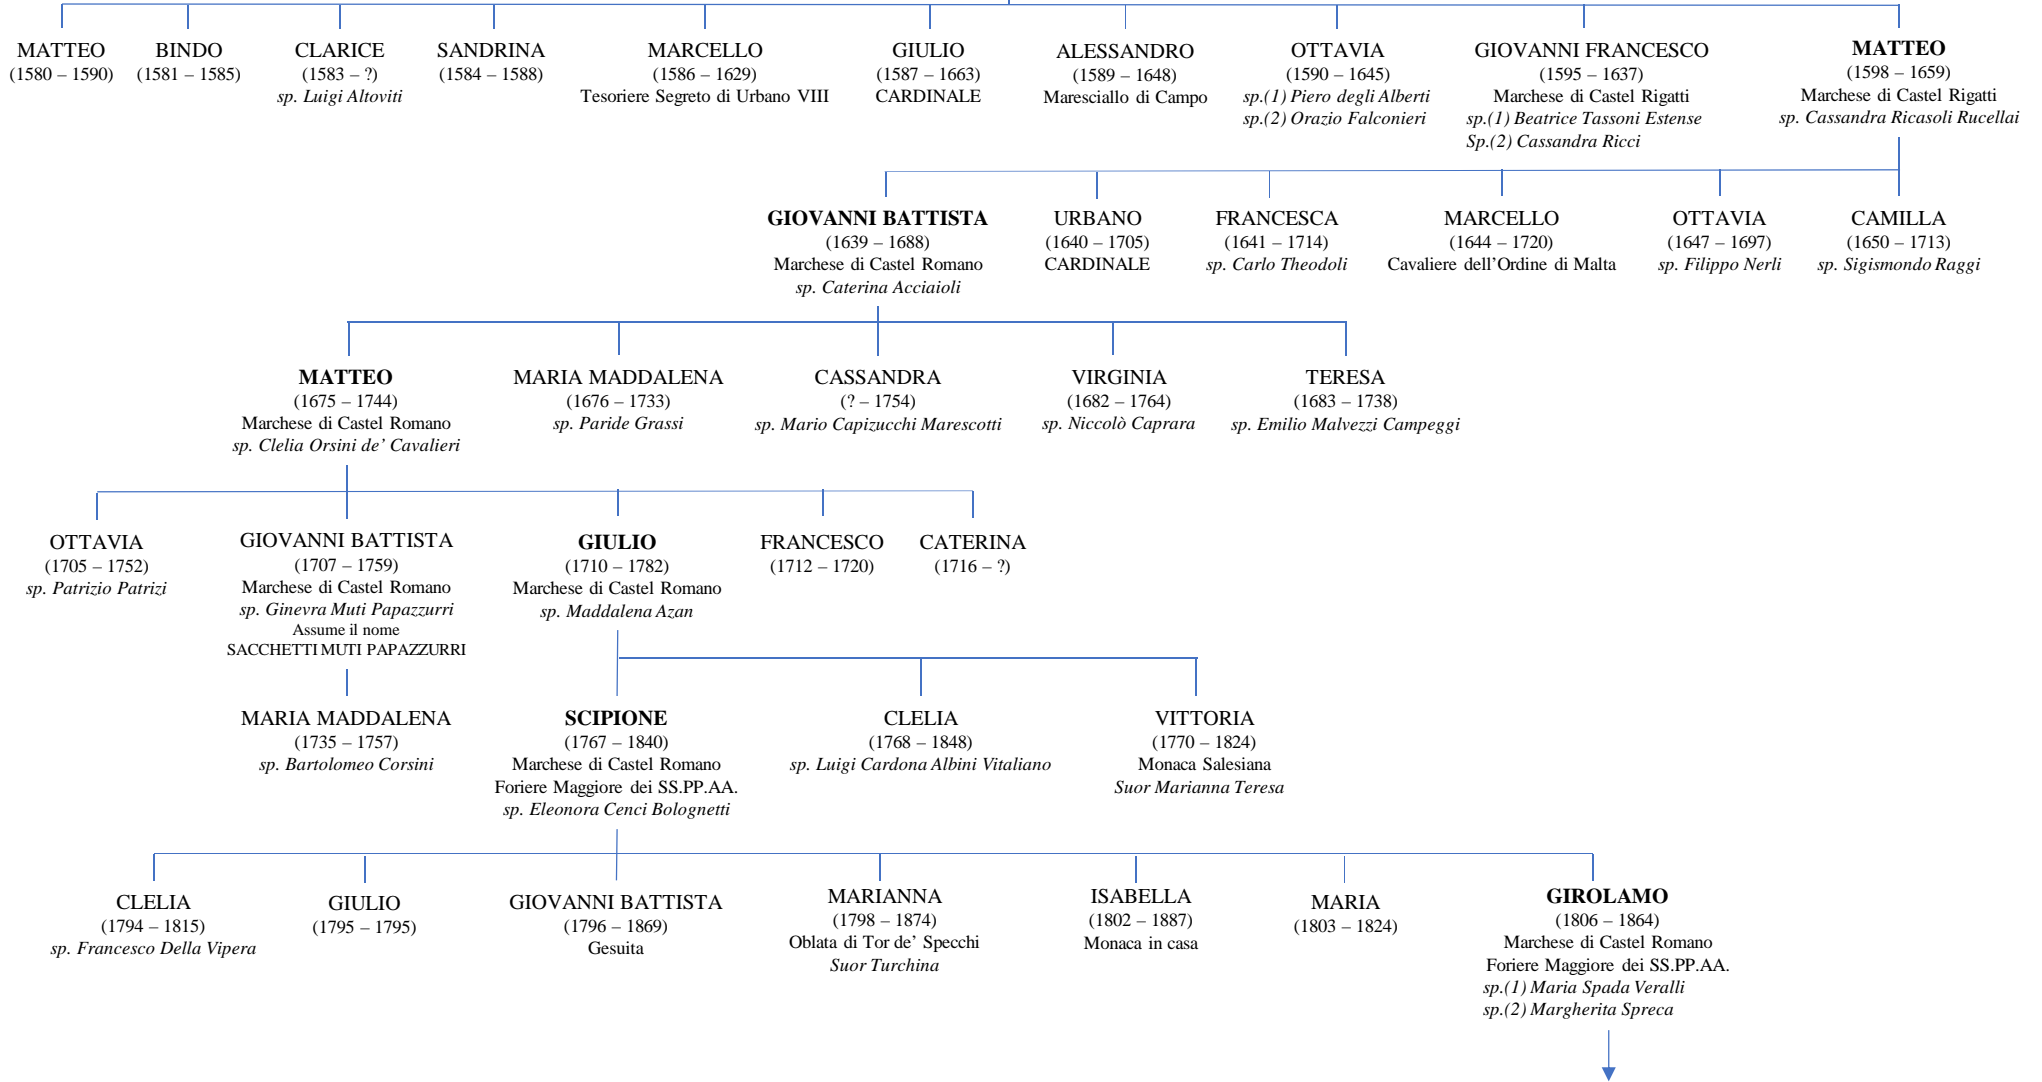 MATTEO
(1580 – 1590)
BINDO
(1581 – 1585)
CLARICE
(1583 – ?)
sp. Luigi Altoviti
SANDRINA
(1584 – 1588)
MARCELLO
(1586 – 1629)
Tesoriere Segreto di Urbano VIII
GIULIO
(1587 – 1663)
CARDINALE
ALESSANDRO
(1589 – 1648)
Maresciallo di Campo
OTTAVIA
(1590 – 1645)
sp.(1) Piero degli Alberti
sp.(2) Orazio Falconieri
GIOVANNI FRANCESCO
(1595 – 1637)
Marchese di Castel Rigatti
sp.(1) Beatrice Tassoni Estense
Sp.(2) Cassandra Ricci
MATTEO
(1598 – 1659)
Marchese di Castel Rigatti
sp. Cassandra Ricasoli Rucellai
GIOVANNI BATTISTA
(1639 – 1688)
Marchese di Castel Romano
sp. Caterina Acciaioli
URBANO
(1640 – 1705)
CARDINALE
FRANCESCA
(1641 – 1714)
sp. Carlo Theodoli
MARCELLO
(1644 – 1720)
Cavaliere dell'Ordine di Malta
OTTAVIA
(1647 – 1697)
sp. Filippo Nerli
CAMILLA
(1650 – 1713)
sp. Sigismondo Raggi
MATTEO
(1675 – 1744)
Marchese di Castel Romano
sp. Clelia Orsini de' Cavalieri
MARIA MADDALENA
(1676 – 1733)
sp. Paride Grassi
CASSANDRA
(? – 1754)
sp. Mario Capizucchi Marescotti
VIRGINIA
(1682 – 1764)
sp. Niccolò Caprara
TERESA
(1683 – 1738)
sp. Emilio Malvezzi Campeggi
OTTAVIA
(1705 – 1752)
sp. Patrizio Patrizi
GIOVANNI BATTISTA
(1707 – 1759)
Marchese di Castel Romano
sp. Ginevra Muti Papazzurri
Assume il nome
SACCHETTI MUTI PAPAZZURRI
GIULIO
(1710 – 1782)
Marchese di Castel Romano
sp. Maddalena Azan
FRANCESCO
(1712 – 1720)
CATERINA
(1716 – ?)
MARIA MADDALENA
(1735 – 1757)
sp. Bartolomeo Corsini
SCIPIONE
(1767 – 1840)
Marchese di Castel Romano
Foriere Maggiore dei SS.PP.AA.
sp. Eleonora Cenci Bolognetti
CLELIA
(1768 – 1848)
sp. Luigi Cardona Albini Vitaliano
VITTORIA
(1770 – 1824)
Monaca Salesiana
Suor Marianna Teresa
CLELIA
(1794 – 1815)
sp. Francesco Della Vipera
GIULIO
(1795 – 1795)
GIOVANNI BATTISTA
(1796 – 1869)
Gesuita
MARIANNA
(1798 – 1874)
Oblata di Tor de' Specchi
Suor Turchina
ISABELLA
(1802 – 1887)
Monaca in casa
MARIA
(1803 – 1824)
GIROLAMO
(1806 – 1864)
Marchese di Castel Romano
Foriere Maggiore dei SS.PP.AA.
sp.(1) Maria Spada Veralli
sp.(2) Margherita Spreca